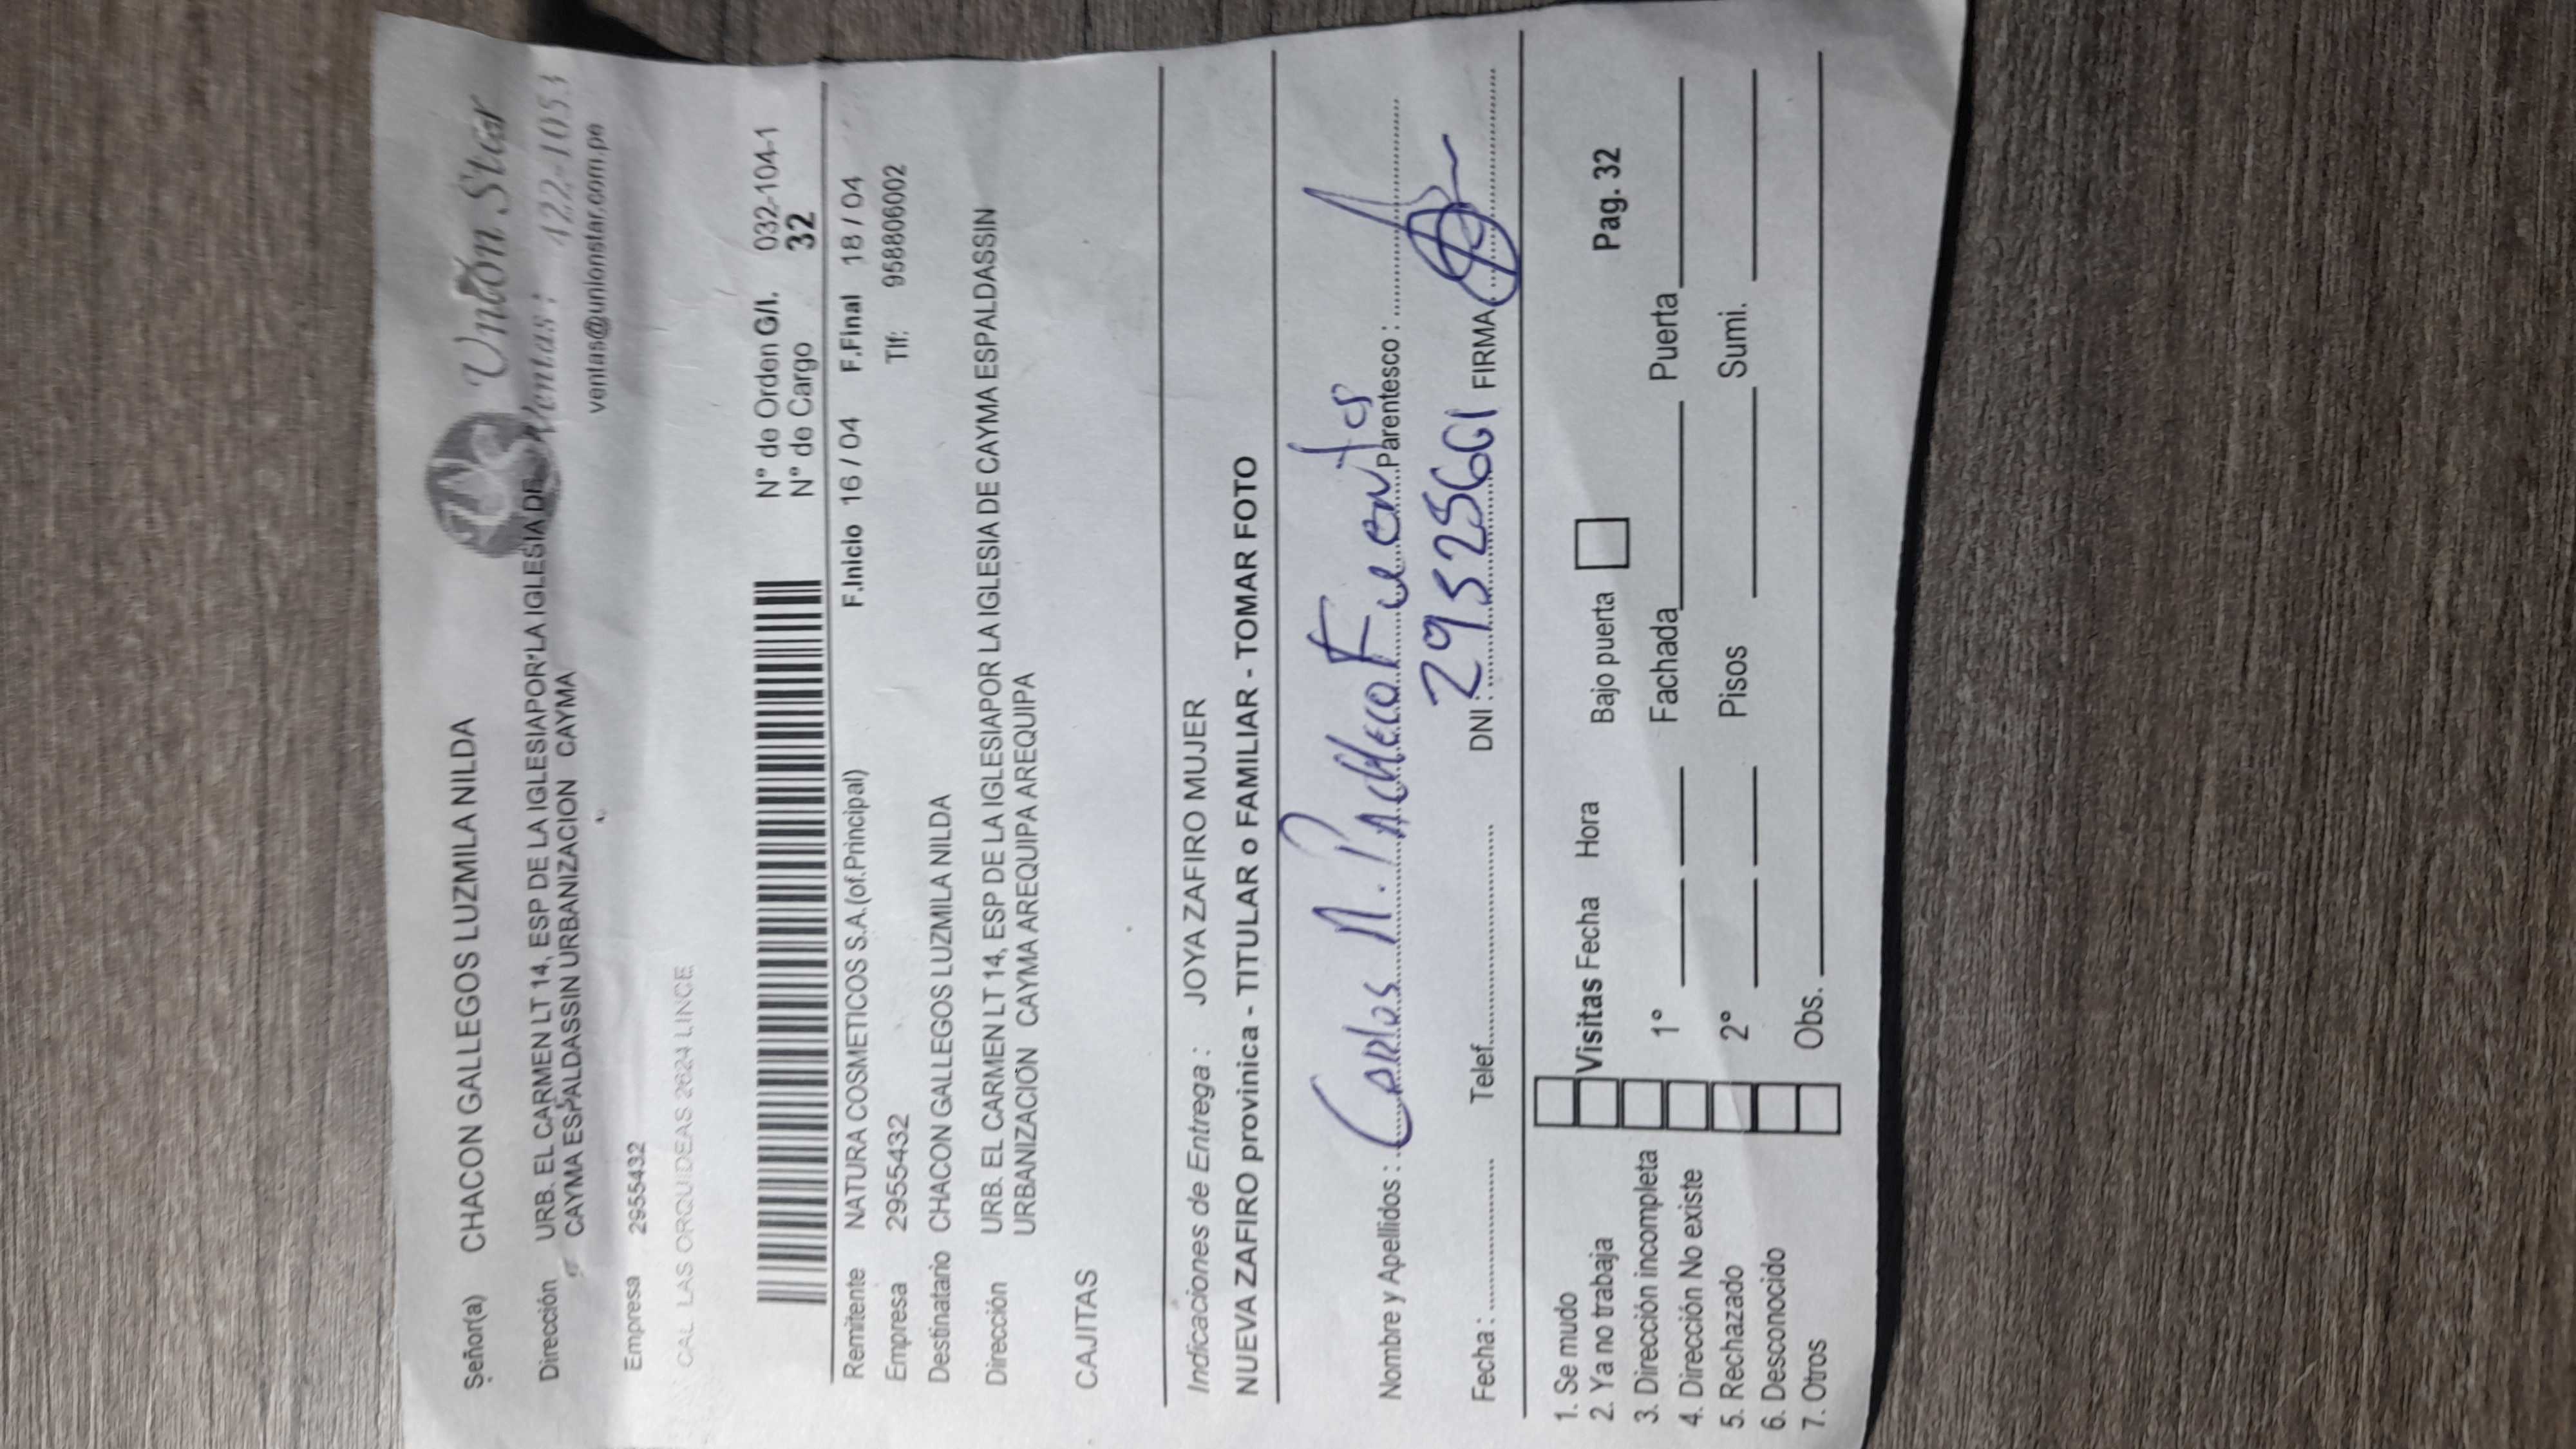 Señor(a) CHACON GALLEGOS LUZMILA NILDA
Unión Star
Ventas: 422-1053
ventas@unionstar.com.pe
Dirección URB. EL CARMEN LT 14, ESP DE LA IGLESIAPOR LA IGLESIA DE
CAYMA ESPALDASSIN URBANIZACION CAYMA
Empresa 2955432
CAL LAS ORQUIDEAS 2624 LINCE
N° de Orden G/I. 032-104-1
N° de Cargo 32
Remitente NATURA COSMETICOS S.A.(of.Principal) F.Inicio 16 / 04 F.Final 18 / 04
Empresa 2955432 Tlf: 958806002
Destinatario CHACON GALLEGOS LUZMILA NILDA
Dirección URB. EL CARMEN LT 14, ESP DE LA IGLESIAPOR LA IGLESIA DE CAYMA ESPALDASSIN
URBANIZACIÓN CAYMA AREQUIPA AREQUIPA
CAJITAS
Indicaciones de Entrega : JOYA ZAFIRO MUJER
NUEVA ZAFIRO provinica - TITULAR o FAMILIAR - TOMAR FOTO
Nombre y Apellidos : Carlos M. Pacheco Fuentes Parentesco :
Fecha : Telef. DNI : 29325661 FIRMA
1. Se mudo
2. Ya no trabaja Visitas Fecha Hora Bajo puerta Pag. 32
3. Dirección incompleta 1° Fachada Puerta
4. Dirección No existe
5. Rechazado 2° Pisos Sumi.
6. Desconocido
7. Otros Obs.